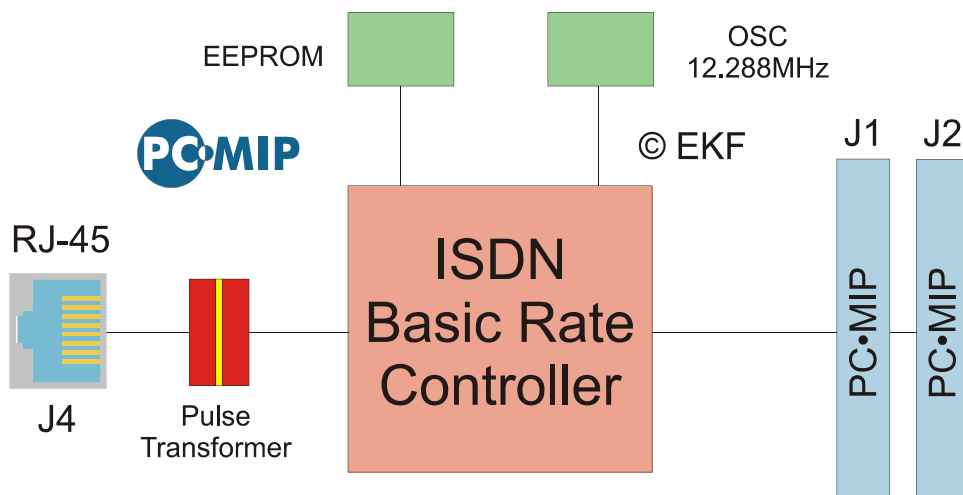 EEPROM
OSC
12.288MHz
PC•MIP
© EKF
J1
J2
RJ-45
ISDN
Basic Rate
Controller
PC•MIP
PC•MIP
J4
Pulse
Transformer